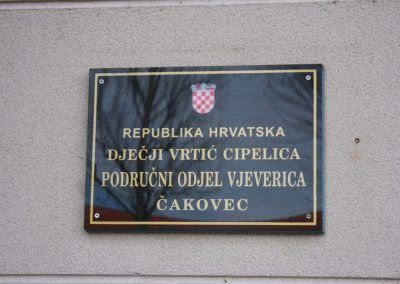 REPUBLIKA HRVATSKA
DJEČJI VRTIĆ CIPELICA
PODRUČNI ODJEL VJEVERICA
ČAKOVEC